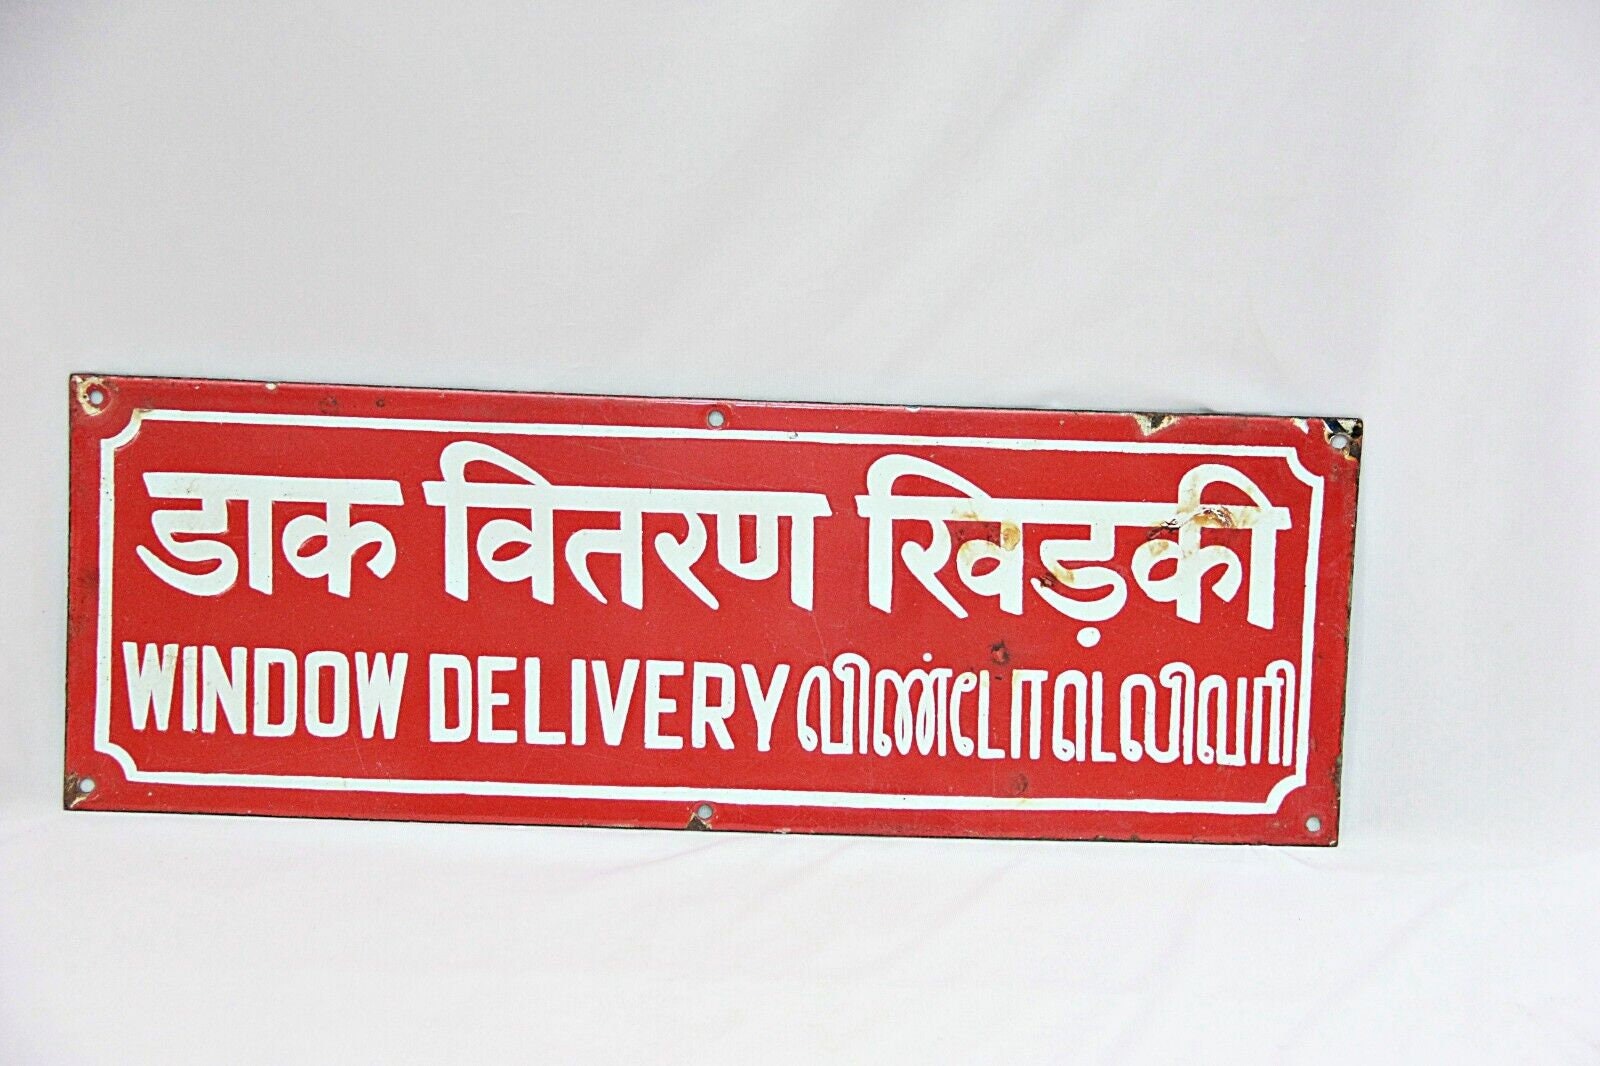 डाक वितरण खिड़की
WINDOW DELIVERY விண்டோ டெலிவரி